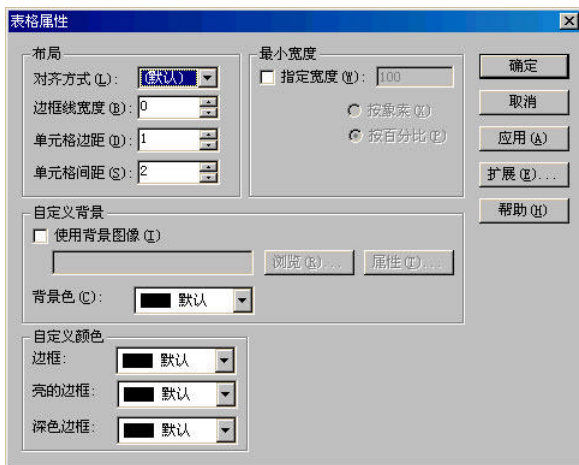 表格属性
布局
对齐方式(L): (默认)
边框线宽度(B): 0
单元格边距(D): 1
单元格间距(S): 2
最小宽度
指定宽度(W): 100
按象素(X)
按百分比(P)
确定
取消
应用(A)
扩展(E)...
帮助(H)
自定义背景
使用背景图像(I)
浏览(R)... 属性(T)...
背景色(C): 默认
自定义颜色
边框: 默认
亮的边框: 默认
深色边框: 默认